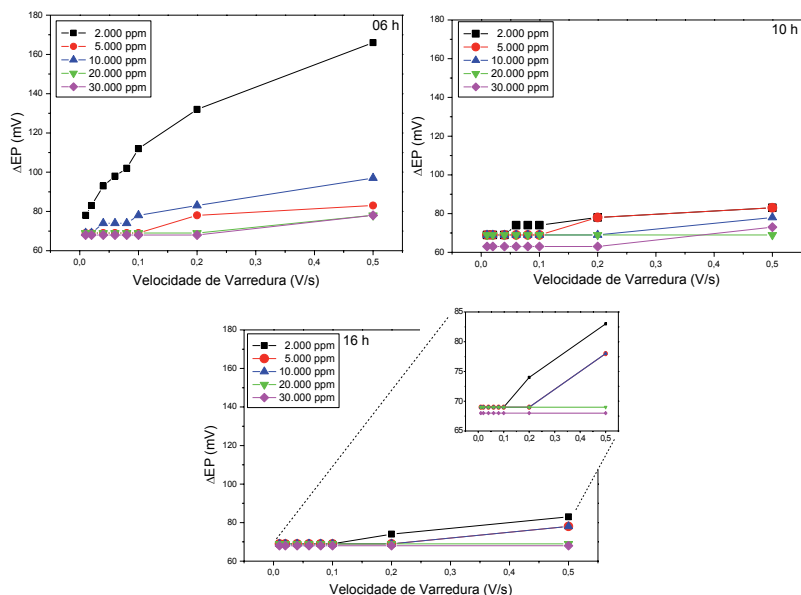 06 h
2.000 ppm
5.000 ppm
10.000 ppm
20.000 ppm
30.000 ppm
180
160
140
120
100
80
60
ΔEP (mV)
0,0 0,1 0,2 0,3 0,4 0,5
Velocidade de Varredura (V/s)
10 h
2.000 ppm
5.000 ppm
10.000 ppm
20.000 ppm
30.000 ppm
180
160
140
120
100
80
60
ΔEP (mV)
0,0 0,1 0,2 0,3 0,4 0,5
Velocidade de Varredura (V/s)
16 h
2.000 ppm
5.000 ppm
10.000 ppm
20.000 ppm
30.000 ppm
180
160
140
120
100
80
60
ΔEP (mV)
0,0 0,1 0,2 0,3 0,4 0,5
Velocidade de Varredura (V/s)
85
80
75
70
65
0,0 0,1 0,2 0,3 0,4 0,5